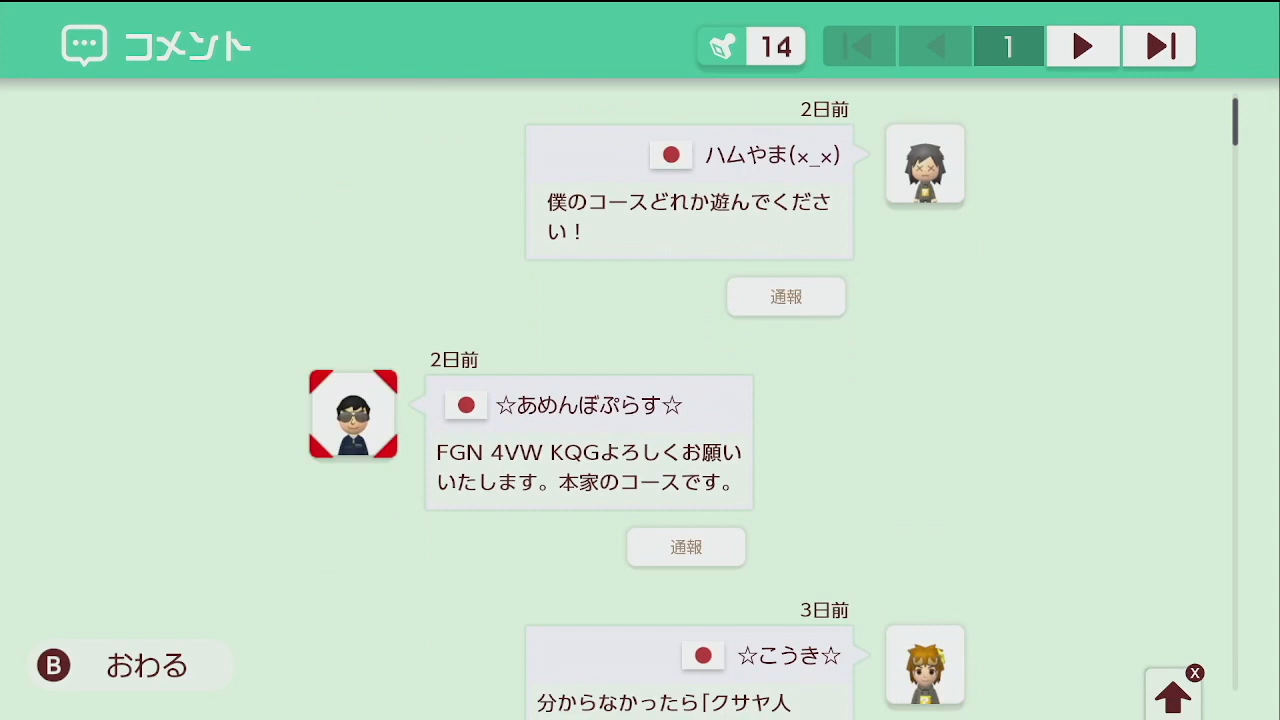 コメント
14
1
2日前
ハムやま(×_×)
僕のコースどれか遊んでくださ
い！
通報
2日前
☆あめんぼぷらす☆
FGN 4VW KQGよろしくお願い
いたします。本家のコースです。
通報
3日前
☆こうき☆
分からなかったら｢クサヤ人
B おわる
X